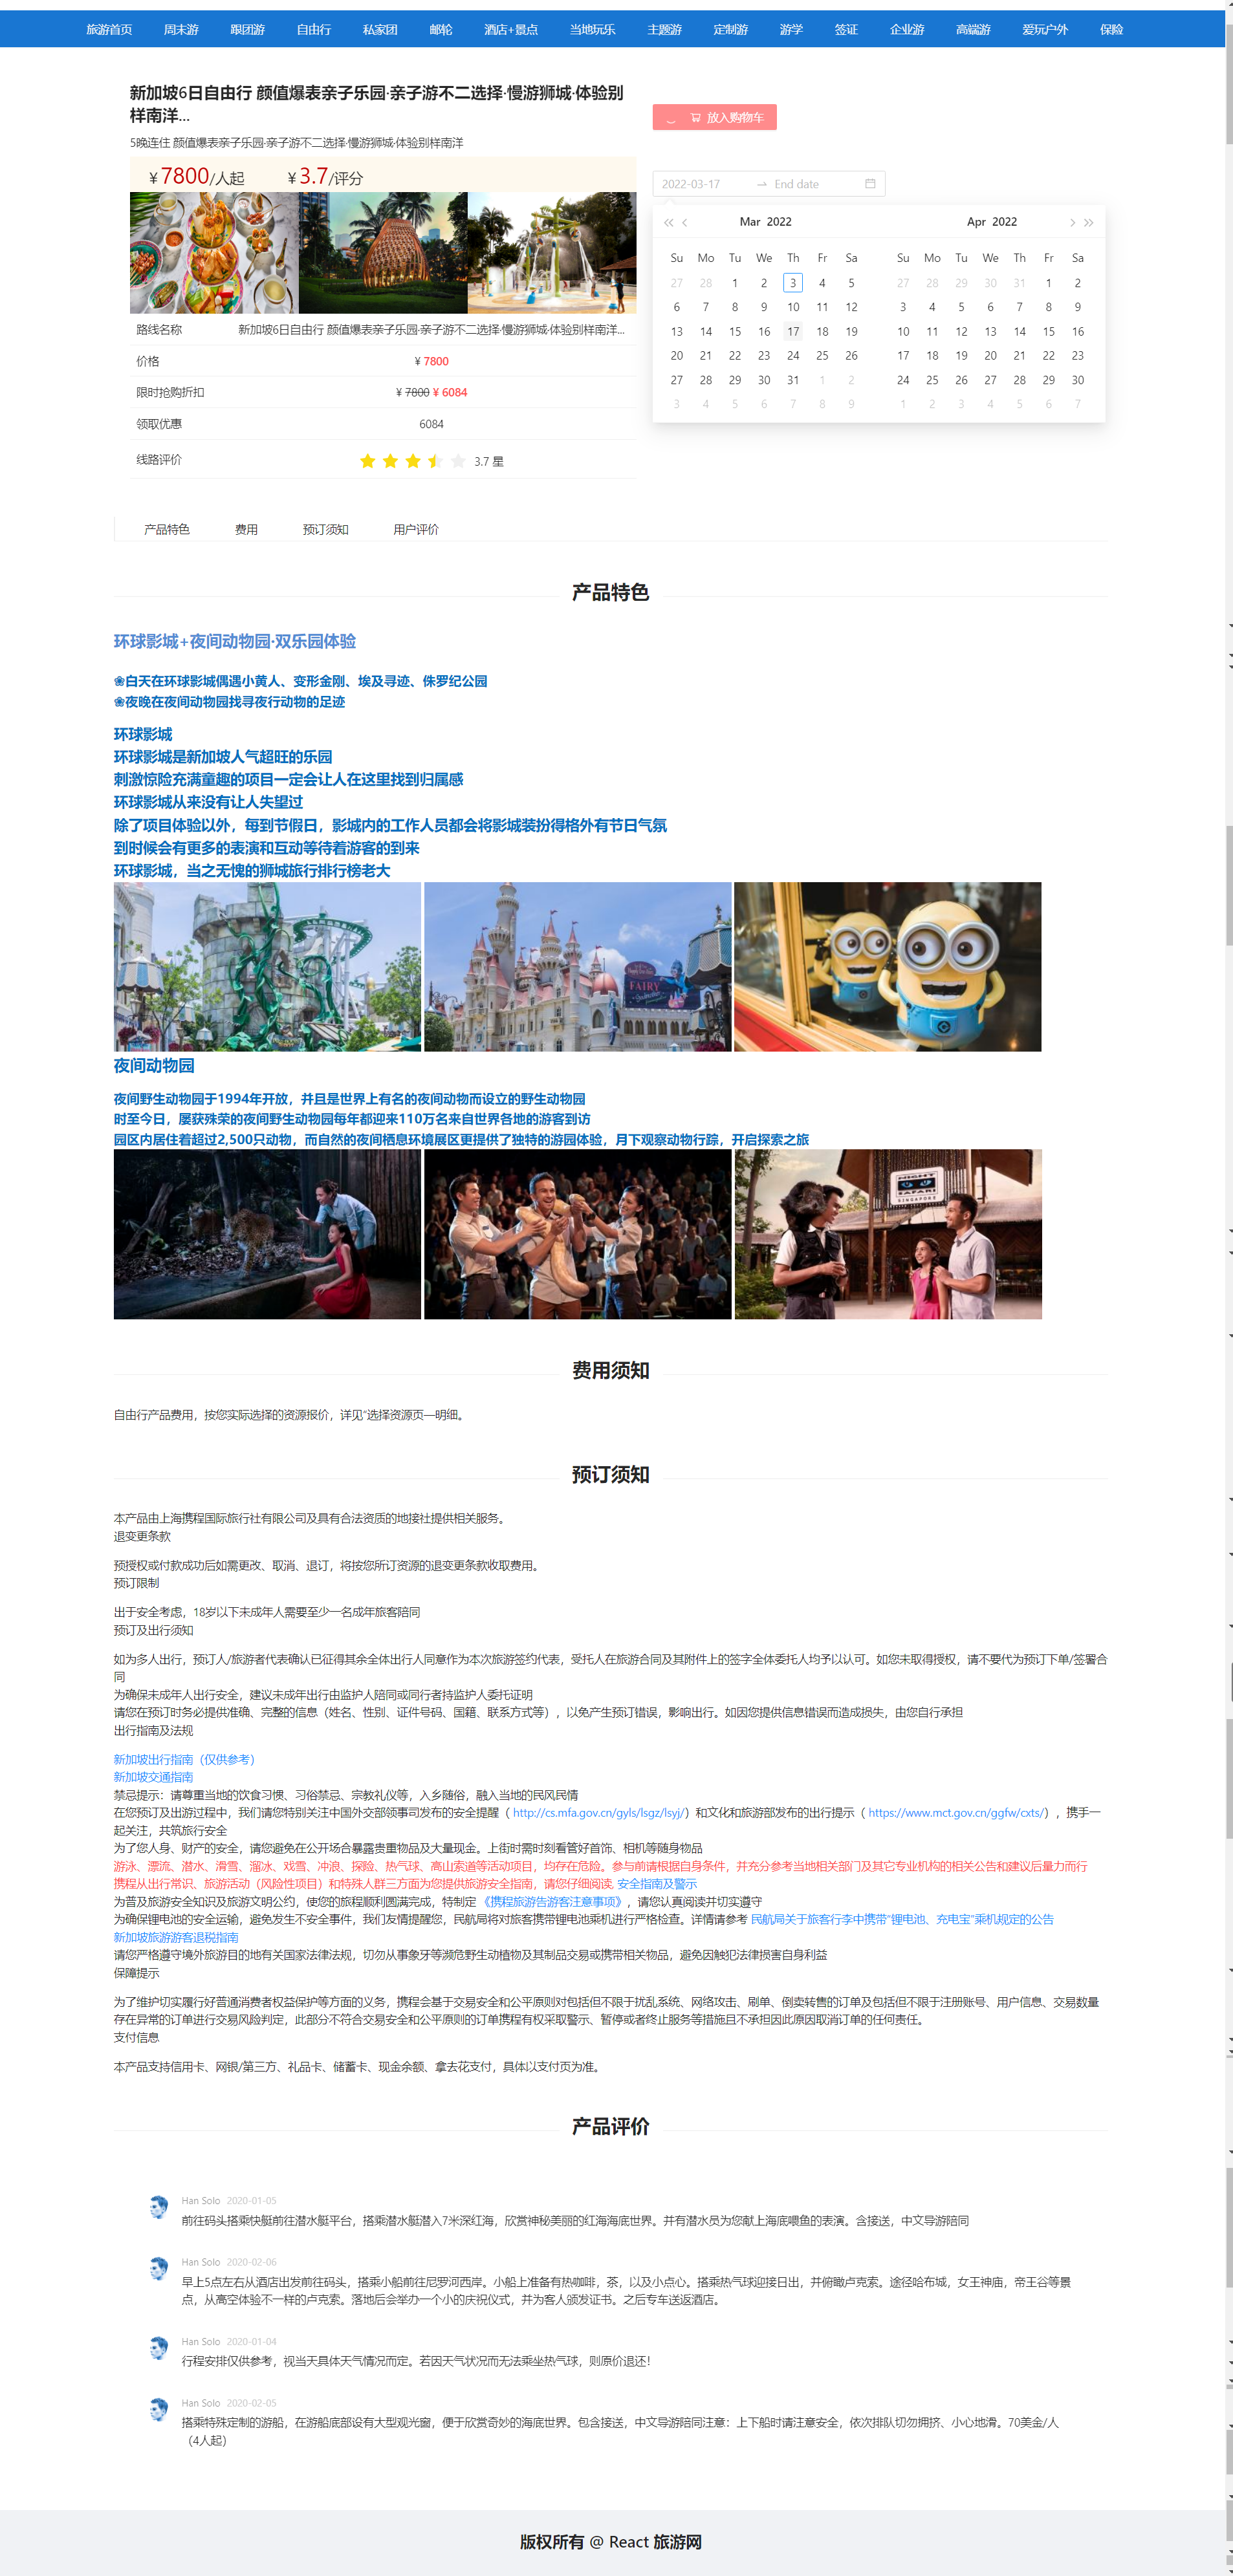 旅游首页 周末游 跟团游 自由行 私家团 邮轮 酒店+景点 当地玩乐 主题游 定制游 游学 签证 企业游 高端游 爱玩户外 保险
新加坡6日自由行 颜值爆表亲子乐园·亲子游不二选择·慢游狮城·体验别
样南洋...
5晚连住 颜值爆表亲子乐园·亲子游不二选择·慢游狮城·体验别样南洋
¥ 7800/人起 ¥ 3.7/评分
路线名称 新加坡6日自由行 颜值爆表亲子乐园·亲子游不二选择·慢游狮城·体验别样南洋...
价格 ¥ 7800
限时抢购折扣 ¥ 7800 ¥ 6084
领取优惠 6084
线路评价 3.7 星
放入购物车
2022-03-17 End date
Mar 2022 Apr 2022
Su Mo Tu We Th Fr Sa Su Mo Tu We Th Fr Sa
27 28 1 2 3 4 5 27 28 29 30 31 1 2
6 7 8 9 10 11 12 3 4 5 6 7 8 9
13 14 15 16 17 18 19 10 11 12 13 14 15 16
20 21 22 23 24 25 26 17 18 19 20 21 22 23
27 28 29 30 31 1 2 24 25 26 27 28 29 30
3 4 5 6 7 8 9 1 2 3 4 5 6 7
产品特色 费用 预订须知 用户评价
产品特色
环球影城+夜间动物园·双乐园体验
❀白天在环球影城偶遇小黄人、变形金刚、埃及寻迹、侏罗纪公园
❀夜晚在夜间动物园找寻夜行动物的足迹
环球影城
环球影城是新加坡人气超旺的乐园
刺激惊险充满童趣的项目一定会让人在这里找到归属感
环球影城从来没有让人失望过
除了项目体验以外，每到节假日，影城内的工作人员都会将影城装扮得格外有节日气氛
到时候会有更多的表演和互动等待着游客的到来
环球影城，当之无愧的狮城旅行排行榜老大
FAIRY
夜间动物园
夜间野生动物园于1994年开放，并且是世界上有名的夜间动物而设立的野生动物园
时至今日，屡获殊荣的夜间野生动物园每年都迎来110万名来自世界各地的游客到访
园区内居住着超过2,500只动物，而自然的夜间栖息环境展区更提供了独特的游园体验，月下观察动物行踪，开启探索之旅
NIGHT
SAFARI
SINGAPORE
费用须知
自由行产品费用，按您实际选择的资源报价，详见“选择资源页—明细。
预订须知
本产品由上海携程国际旅行社有限公司及具有合法资质的地接社提供相关服务。
退变更条款
预授权或付款成功后如需更改、取消、退订，将按您所订资源的退变更条款收取费用。
预订限制
出于安全考虑，18岁以下未成年人需要至少一名成年旅客陪同
预订及出行须知
如为多人出行，预订人/旅游者代表确认已征得其余全体出行人同意作为本次旅游签约代表，受托人在旅游合同及其附件上的签字全体委托人均予以认可。如您未取得授权，请不要代为预订下单/签署合
同
为确保未成年人出行安全，建议未成年出行由监护人陪同或同行者持监护人委托证明
请您在预订时务必提供准确、完整的信息（姓名、性别、证件号码、国籍、联系方式等），以免产生预订错误，影响出行。如因您提供信息错误而造成损失，由您自行承担
出行指南及法规
新加坡出行指南（仅供参考）
新加坡交通指南
禁忌提示：请尊重当地的饮食习惯、习俗禁忌、宗教礼仪等，入乡随俗，融入当地的民风民情
在您预订及出游过程中，我们请您特别关注中国外交部领事司发布的安全提醒（ http://cs.mfa.gov.cn/gyls/lsgz/lsyj/）和文化和旅游部发布的出行提示（ https://www.mct.gov.cn/ggfw/cxts/），携手一
起关注，共筑旅行安全
为了您人身、财产的安全，请您避免在公开场合暴露贵重物品及大量现金。上街时需时刻看管好首饰、相机等随身物品
游泳、漂流、潜水、滑雪、溜冰、戏雪、冲浪、探险、热气球、高山索道等活动项目，均存在危险。参与前请根据自身条件，并充分参考当地相关部门及其它专业机构的相关公告和建议后量力而行
携程从出行常识、旅游活动（风险性项目）和特殊人群三方面为您提供旅游安全指南，请您仔细阅读. 安全指南及警示
为普及旅游安全知识及旅游文明公约，使您的旅程顺利圆满完成，特制定 《携程旅游告游客注意事项》，请您认真阅读并切实遵守
为确保锂电池的安全运输，避免发生不安全事件，我们友情提醒您，民航局将对旅客携带锂电池乘机进行严格检查。详情请参考 民航局关于旅客行李中携带“锂电池、充电宝”乘机规定的公告
新加坡旅游游客退税指南
请您严格遵守境外旅游目的地有关国家法律法规，切勿从事象牙等濒危野生动植物及其制品交易或携带相关物品，避免因触犯法律损害自身利益
保障提示
为了维护切实履行好普通消费者权益保护等方面的义务，携程会基于交易安全和公平原则对包括但不限于扰乱系统、网络攻击、刷单、倒卖转售的订单及包括但不限于注册账号、用户信息、交易数量
存在异常的订单进行交易风险判定，此部分不符合交易安全和公平原则的订单携程有权采取警示、暂停或者终止服务等措施且不承担因此原因取消订单的任何责任。
支付信息
本产品支持信用卡、网银/第三方、礼品卡、储蓄卡、现金余额、拿去花支付，具体以支付页为准。
产品评价
Han Solo 2020-01-05
前往码头搭乘快艇前往潜水艇平台，搭乘潜水艇潜入7米深红海，欣赏神秘美丽的红海海底世界。并有潜水员为您献上海底喂鱼的表演。含接送，中文导游陪同
Han Solo 2020-02-06
早上5点左右从酒店出发前往码头，搭乘小船前往尼罗河西岸。小船上准备有热咖啡，茶，以及小点心。搭乘热气球迎接日出，并俯瞰卢克索。途径哈布城，女王神庙，帝王谷等景
点，从高空体验不一样的卢克索。落地后会举办一个小的庆祝仪式，并为客人颁发证书。之后专车送返酒店。
Han Solo 2020-01-04
行程安排仅供参考，视当天具体天气情况而定。若因天气状况而无法乘坐热气球，则原价退还！
Han Solo 2020-02-05
搭乘特殊定制的游船，在游船底部设有大型观光窗，便于欣赏奇妙的海底世界。包含接送，中文导游陪同注意：上下船时请注意安全，依次排队切勿拥挤、小心地滑。70美金/人
（4人起）
版权所有 @ React 旅游网